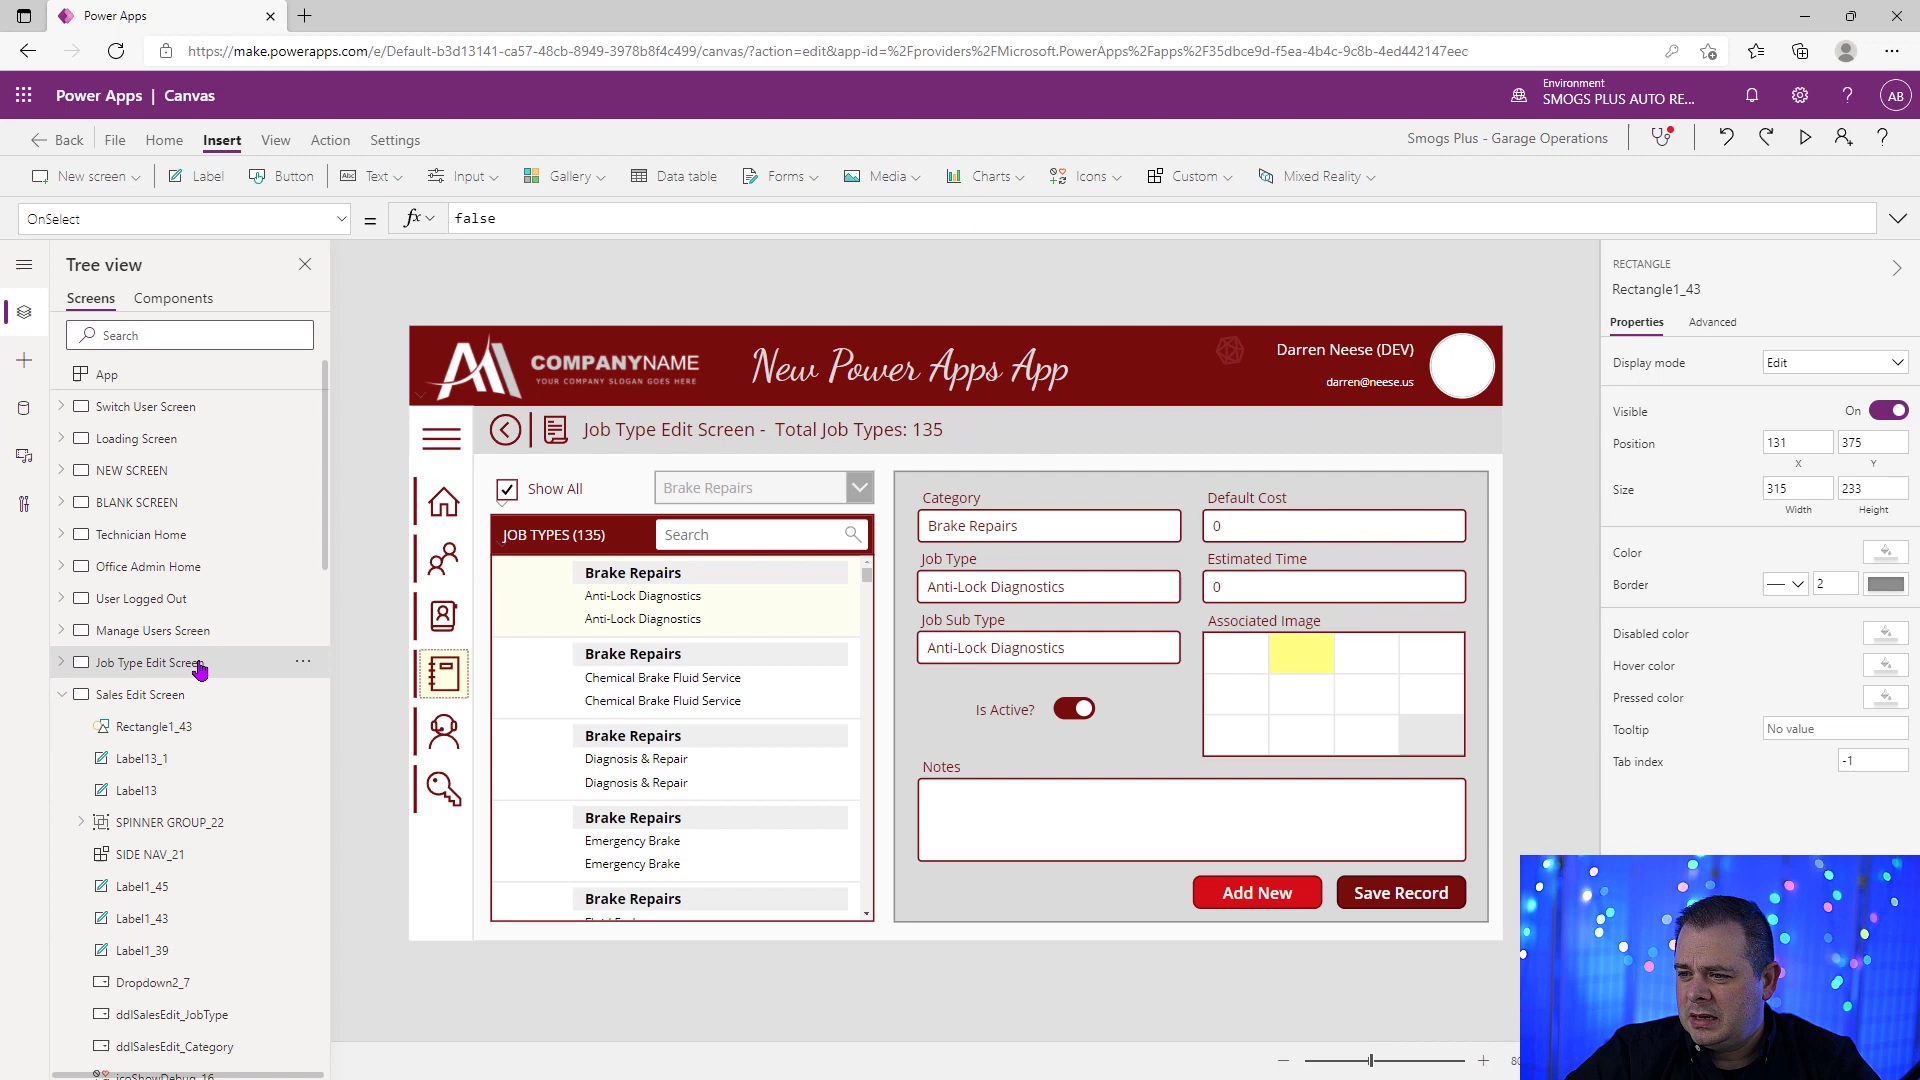 Power Apps
https://make.powerapps.com/e/Default-b3d13141-ca57-48cb-8949-3978b8f4c499/canvas/?action=edit&app-id=%2Fproviders%2FMicrosoft.PowerApps%2Fapps%2F35dbce9d-f5ea-4b4c-9c8b-4ed442147eec
Power Apps | Canvas
Environment
SMOGS PLUS AUTO RE...
AB
Back File Home Insert View Action Settings
Smogs Plus - Garage Operations
New screen Label Button Text Input Gallery Data table Forms Media Charts Icons Custom Mixed Reality
OnSelect = fx false
Tree view
Screens Components
Search
App
Switch User Screen
Loading Screen
NEW SCREEN
BLANK SCREEN
Technician Home
Office Admin Home
User Logged Out
Manage Users Screen
Job Type Edit Screen ...
Sales Edit Screen
Rectangle1_43
Label13_1
Label13
SPINNER GROUP_22
SIDE NAV_21
Label1_45
Label1_43
Label1_39
Dropdown2_7
ddlSalesEdit_JobType
ddlSalesEdit_Category
icoShowDebug_16
COMPANYNAME
YOUR COMPANY SLOGAN GOES HERE
New Power Apps App
Darren Neese (DEV)
darren@neese.us
Job Type Edit Screen - Total Job Types: 135
Show All
Brake Repairs
JOB TYPES (135)
Search
Brake Repairs
Anti-Lock Diagnostics
Anti-Lock Diagnostics
Brake Repairs
Chemical Brake Fluid Service
Chemical Brake Fluid Service
Brake Repairs
Diagnosis & Repair
Diagnosis & Repair
Brake Repairs
Emergency Brake
Emergency Brake
Brake Repairs
Category
Brake Repairs
Job Type
Anti-Lock Diagnostics
Job Sub Type
Anti-Lock Diagnostics
Is Active?
Default Cost
0
Estimated Time
0
Associated Image
Notes
Add New
Save Record
RECTANGLE
Rectangle1_43
Properties Advanced
Display mode Edit
Visible On
Position 131 375
X Y
Size 315 233
Width Height
Color
Border 2
Disabled color
Hover color
Pressed color
Tooltip No value
Tab index -1